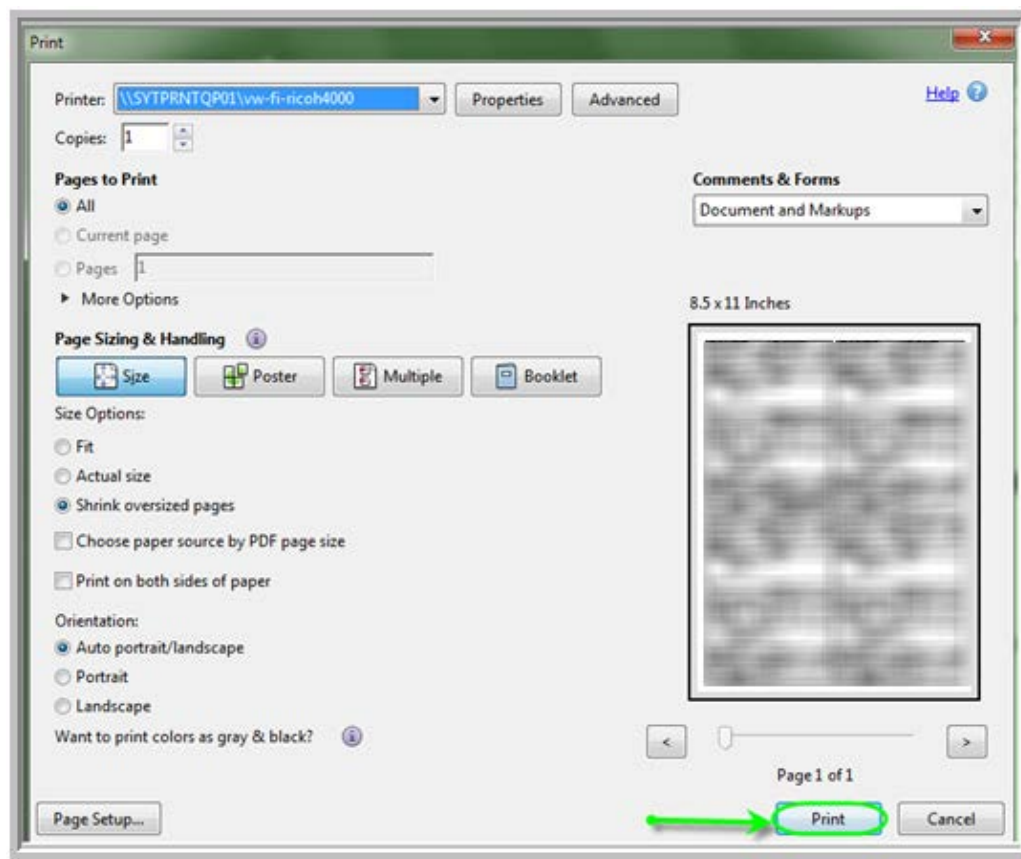 Print
Printer: \\SYTPRNTQP01\vw-fi-ricoh4000 Properties Advanced Help
Copies: 1
Pages to Print
All
Current page
Pages 1
More Options
Comments & Forms
Document and Markups
8.5 x 11 Inches
Page Sizing & Handling
Size Poster Multiple Booklet
Size Options:
Fit
Actual size
Shrink oversized pages
Choose paper source by PDF page size
Print on both sides of paper
Orientation:
Auto portrait/landscape
Portrait
Landscape
Want to print colors as gray & black?
< >
Page 1 of 1
Page Setup... Print Cancel